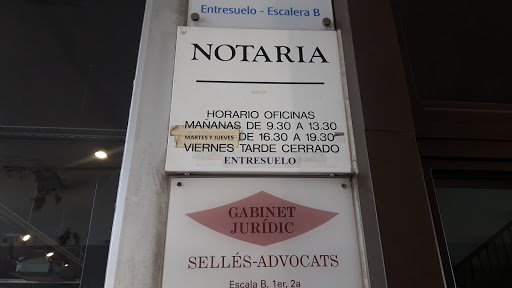 Entresuelo - Escalera B
NOTARIA
HORARIO OFICINAS
MAÑANAS DE 9.30 A 13.30
MARTES Y JUEVES DE 16.30 A 19.30
VIERNES TARDE CERRADO
ENTRESUELO
GABINET
JURÍDIC
SELLÉS-ADVOCATS
Escala B, 1er, 2a